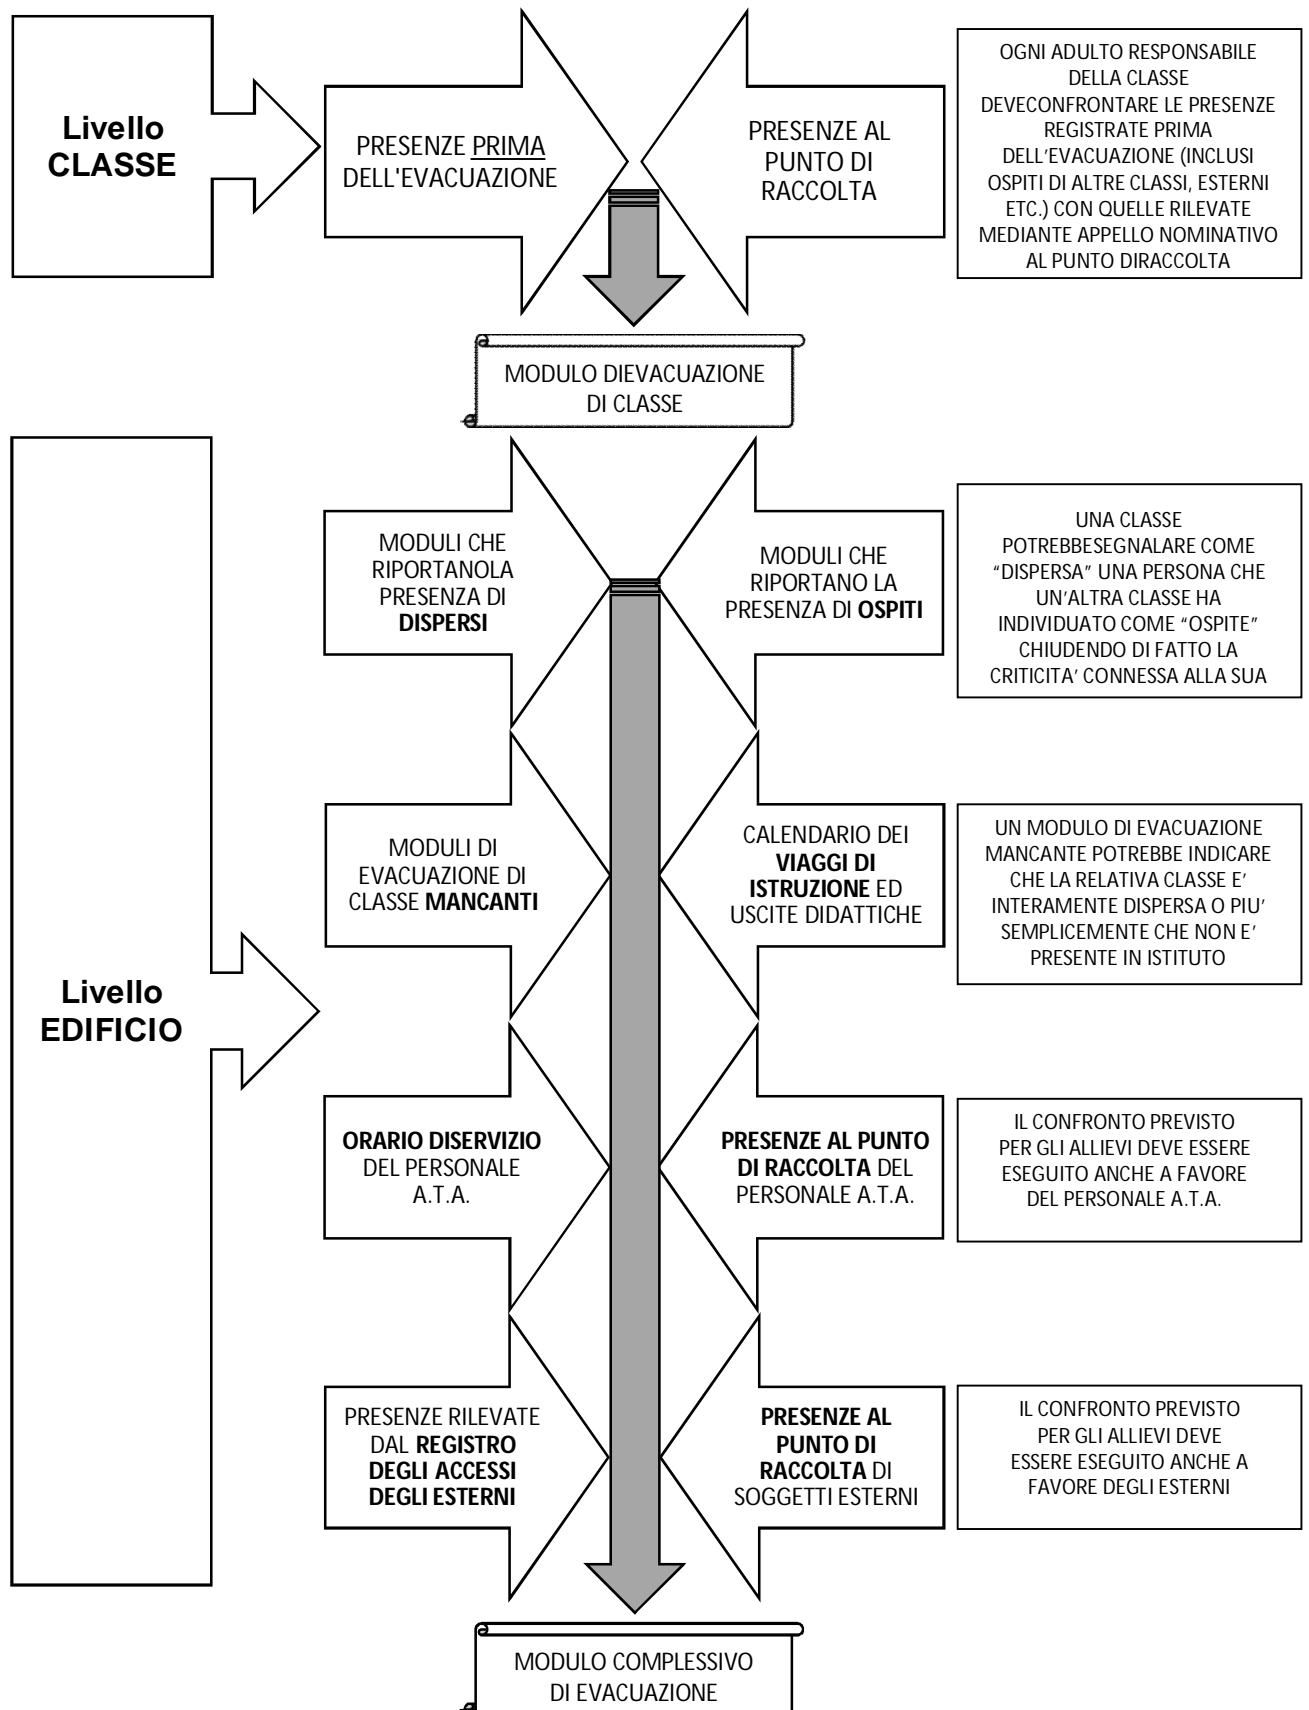 Livello
CLASSE
PRESENZE PRIMA
DELL'EVACUAZIONE
PRESENZE AL
PUNTO DI
RACCOLTA
OGNI ADULTO RESPONSABILE
DELLA CLASSE
DEVECONFRONTARE LE PRESENZE
REGISTRATE PRIMA
DELL'EVACUAZIONE (INCLUSI
OSPITI DI ALTRE CLASSI, ESTERNI
ETC.) CON QUELLE RILEVATE
MEDIANTE APPELLO NOMINATIVO
AL PUNTO DIRACCOLTA
MODULO DIEVACUAZIONE
DI CLASSE
Livello
EDIFICIO
MODULI CHE
RIPORTANOLA
PRESENZA DI
DISPERSI
MODULI CHE
RIPORTANO LA
PRESENZA DI OSPITI
UNA CLASSE
POTREBBESEGNALARE COME
“DISPERSA” UNA PERSONA CHE
UN'ALTRA CLASSE HA
INDIVIDUATO COME “OSPITE”
CHIUDENDO DI FATTO LA
CRITICITA' CONNESSA ALLA SUA
MODULI DI
EVACUAZIONE DI
CLASSE MANCANTI
CALENDARIO DEI
VIAGGI DI
ISTRUZIONE ED
USCITE DIDATTICHE
UN MODULO DI EVACUAZIONE
MANCANTE POTREBBE INDICARE
CHE LA RELATIVA CLASSE E'
INTERAMENTE DISPERSA O PIU'
SEMPLICEMENTE CHE NON E'
PRESENTE IN ISTITUTO
ORARIO DISERVIZIO
DEL PERSONALE
A.T.A.
PRESENZE AL PUNTO
DI RACCOLTA DEL
PERSONALE A.T.A.
IL CONFRONTO PREVISTO
PER GLI ALLIEVI DEVE ESSERE
ESEGUITO ANCHE A FAVORE
DEL PERSONALE A.T.A.
PRESENZE RILEVATE
DAL REGISTRO
DEGLI ACCESSI
DEGLI ESTERNI
PRESENZE AL
PUNTO DI
RACCOLTA DI
SOGGETTI ESTERNI
IL CONFRONTO PREVISTO
PER GLI ALLIEVI DEVE
ESSERE ESEGUITO ANCHE A
FAVORE DEGLI ESTERNI
MODULO COMPLESSIVO
DI EVACUAZIONE